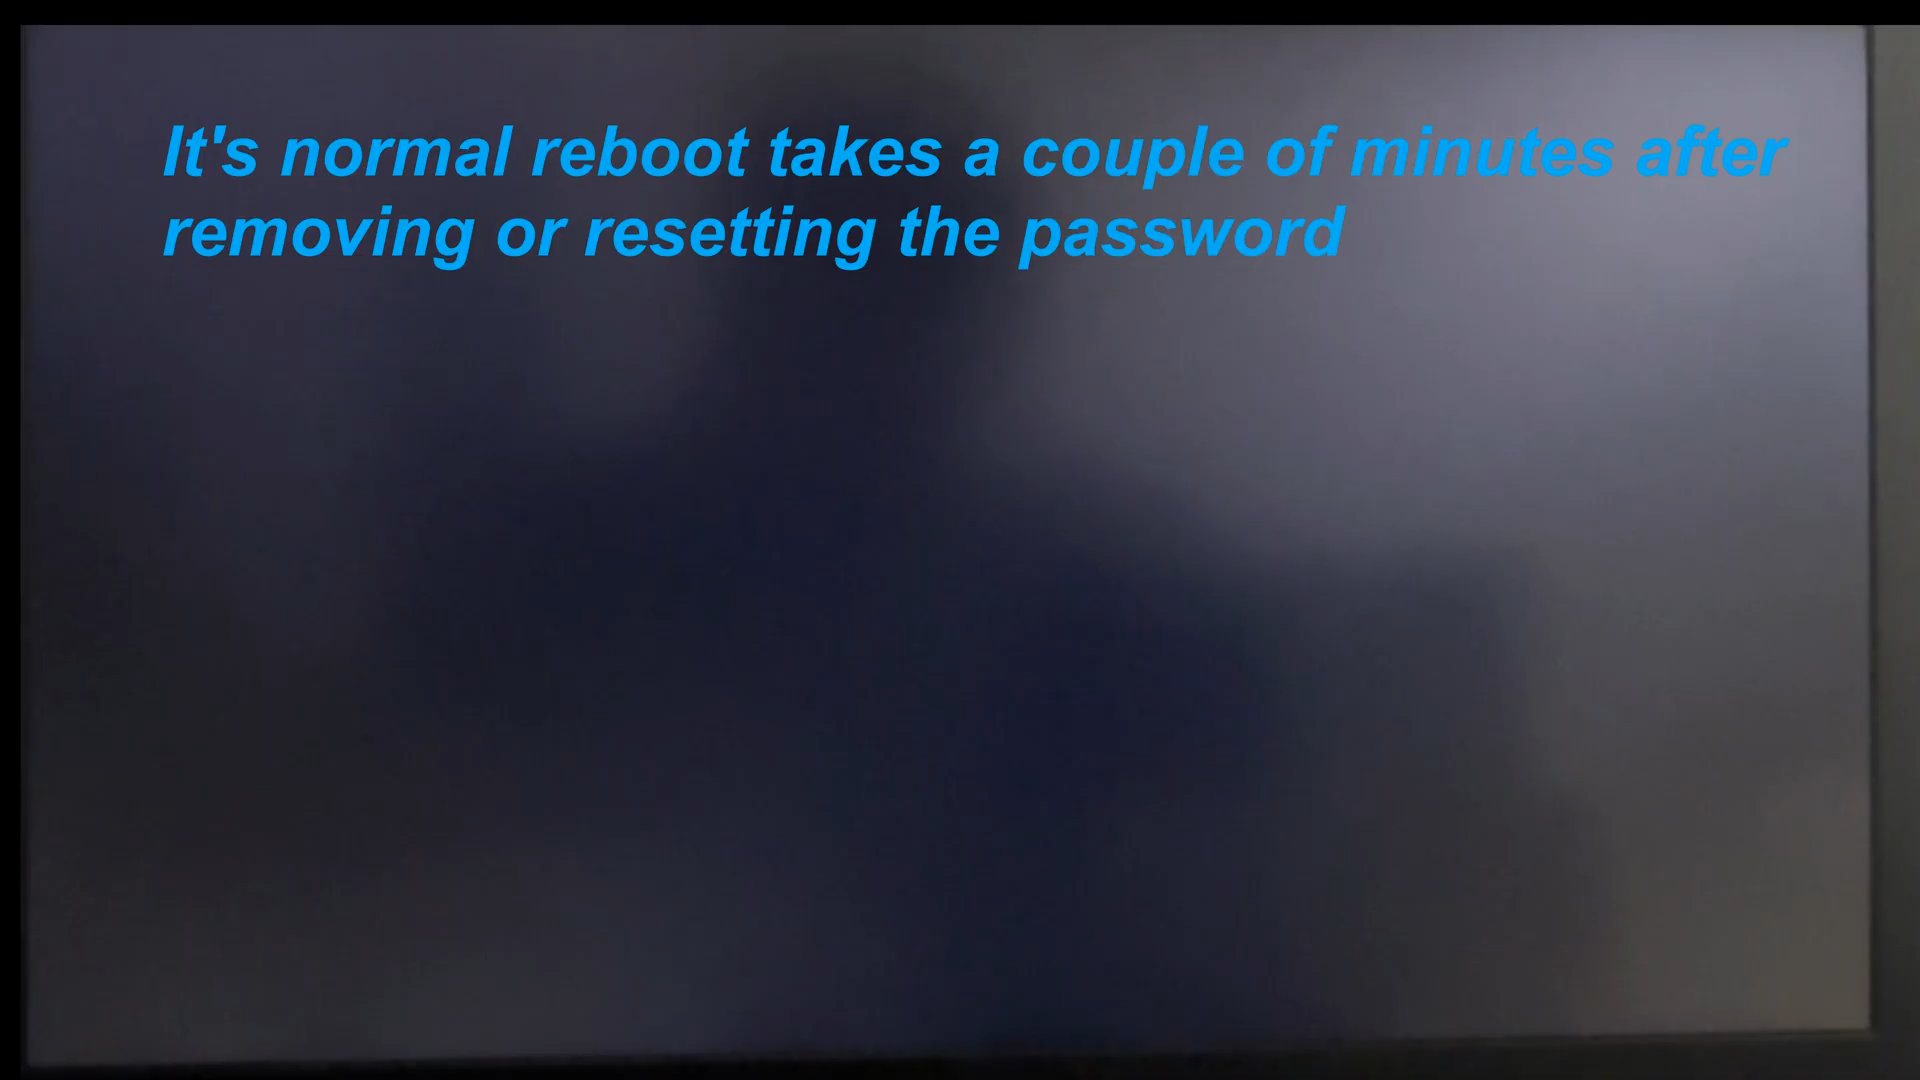 It's normal reboot takes a couple of minutes after
removing or resetting the password